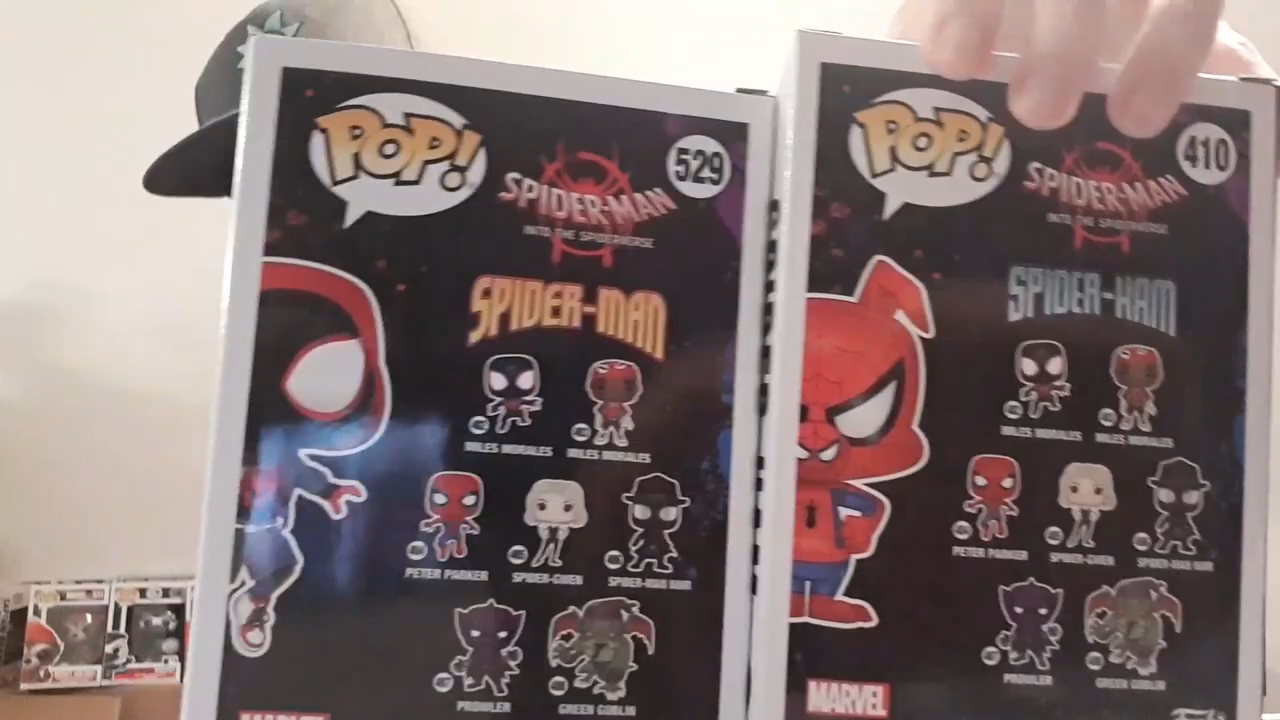 POP!
SPIDER-MAN
INTO THE SPIDER-VERSE
529
SPIDER-MAN
MILES MORALES
MILES MORALES
PETER PARKER
SPIDER-GWEN
SPIDER-MAN NOIR
PROWLER
GREEN GOBLIN
MARVEL
POP!
SPIDER-MAN
INTO THE SPIDER-VERSE
410
SPIDER-HAM
MILES MORALES
MILES MORALES
PETER PARKER
SPIDER-GWEN
SPIDER-MAN NOIR
PROWLER
GREEN GOBLIN
MARVEL
Funko